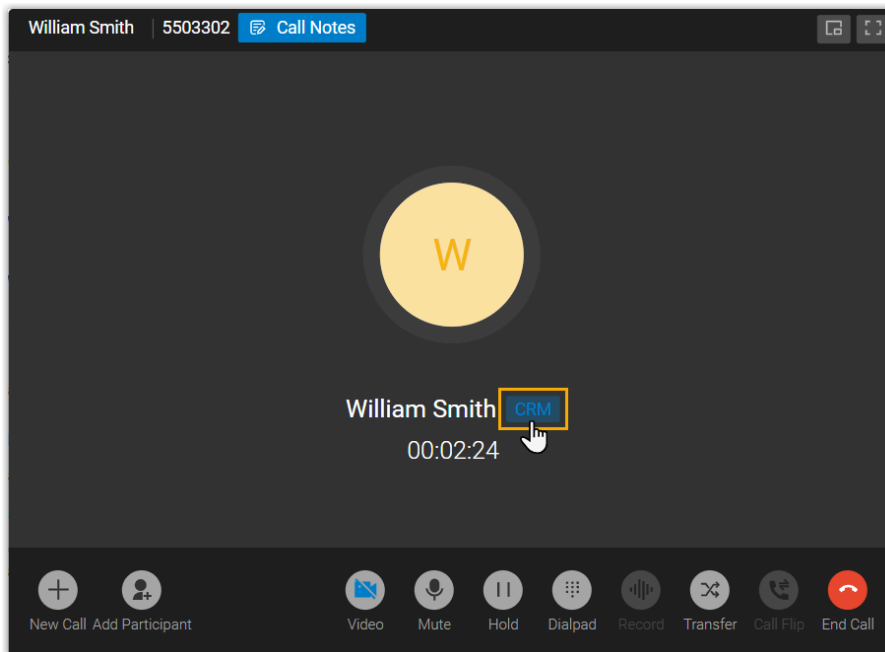 William Smith | 5503302 Call Notes
W
William Smith CRM
00:02:24
New Call Add Participant Video Mute Hold Dialpad Record Transfer Call Flip End Call